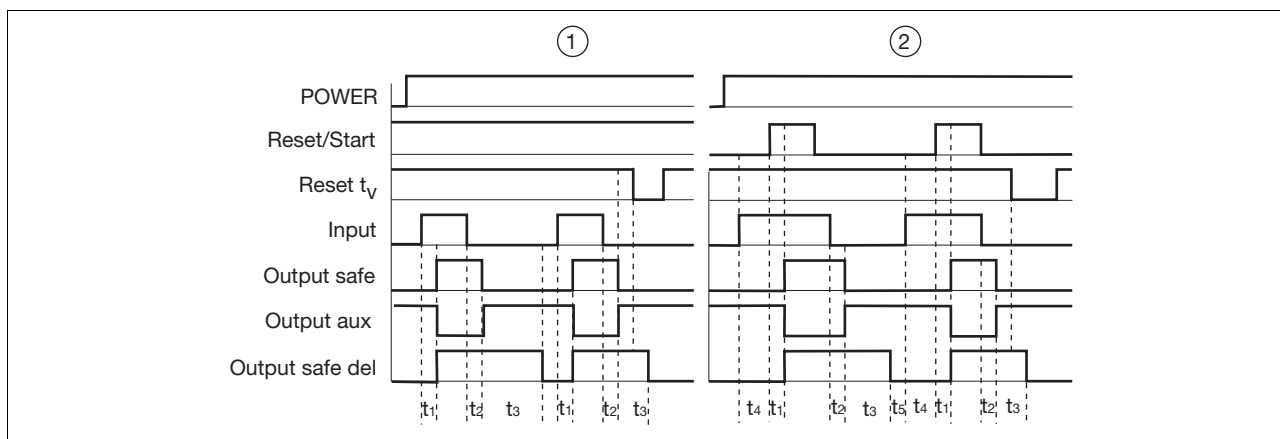 ① ②
POWER
Reset/Start
Reset tV
Input
Output safe
Output aux
Output safe del
t1 t2 t3 t1 t2 t3 t4 t1 t2 t3 t5 t4 t1 t2 t3